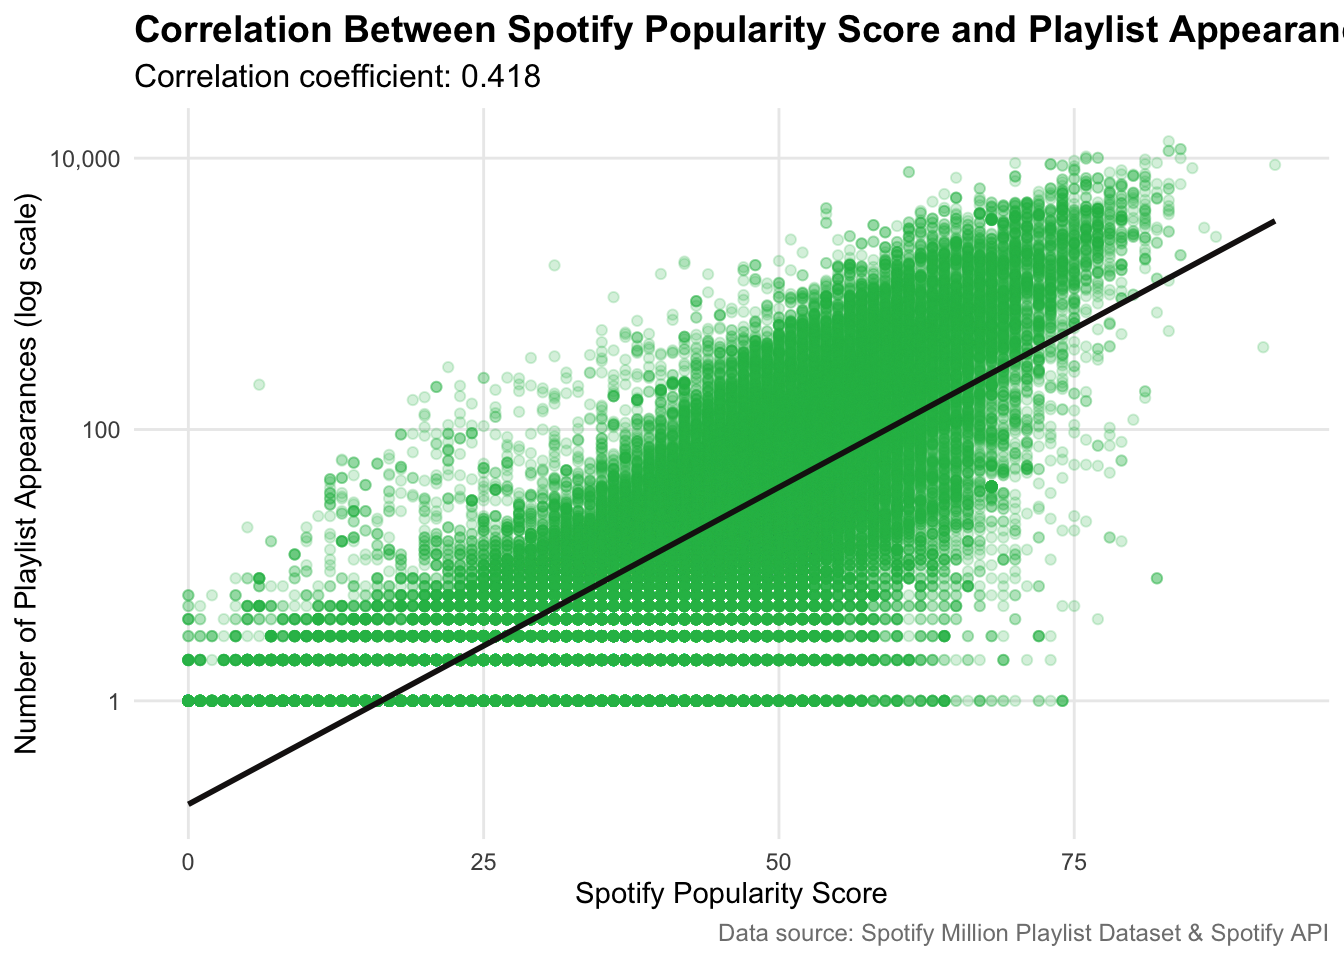 Correlation Between Spotify Popularity Score and Playlist Appearan
Correlation coefficient: 0.418
Number of Playlist Appearances (log scale)
10,000
100
1
0 25 50 75
Spotify Popularity Score
Data source: Spotify Million Playlist Dataset & Spotify API